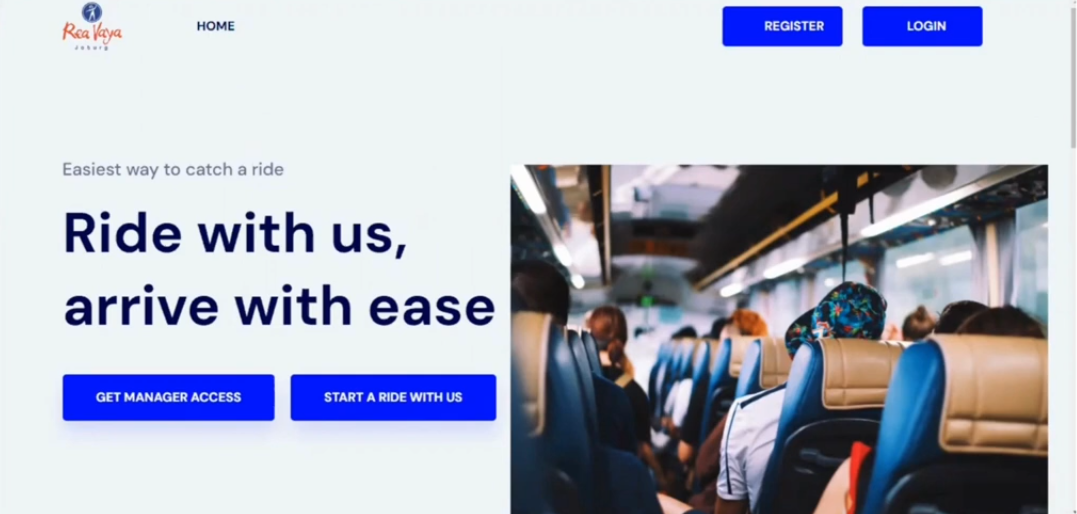 Rea Vaya
Joburg
HOME
REGISTER
LOGIN
Easiest way to catch a ride
Ride with us,
arrive with ease
GET MANAGER ACCESS
START A RIDE WITH US